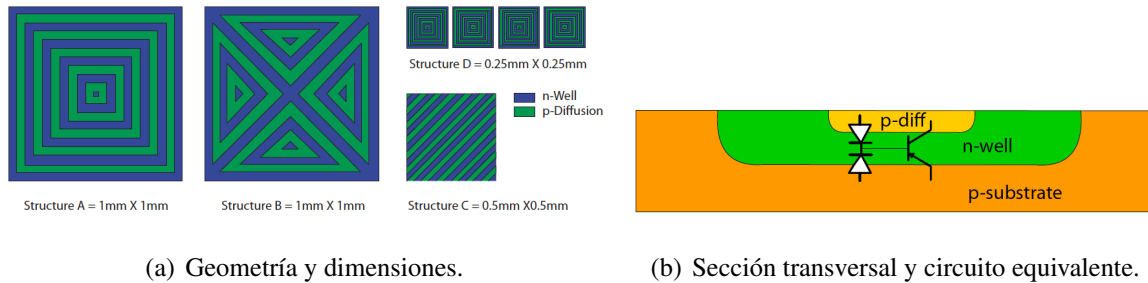 Structure A = 1mm X 1mm
Structure B = 1mm X 1mm
Structure D = 0.25mm X 0.25mm
n-Well
p-Diffusion
Structure C = 0.5mm X0.5mm
p-diff
n-well
p-substrate
(a) Geometría y dimensiones.
(b) Sección transversal y circuito equivalente.